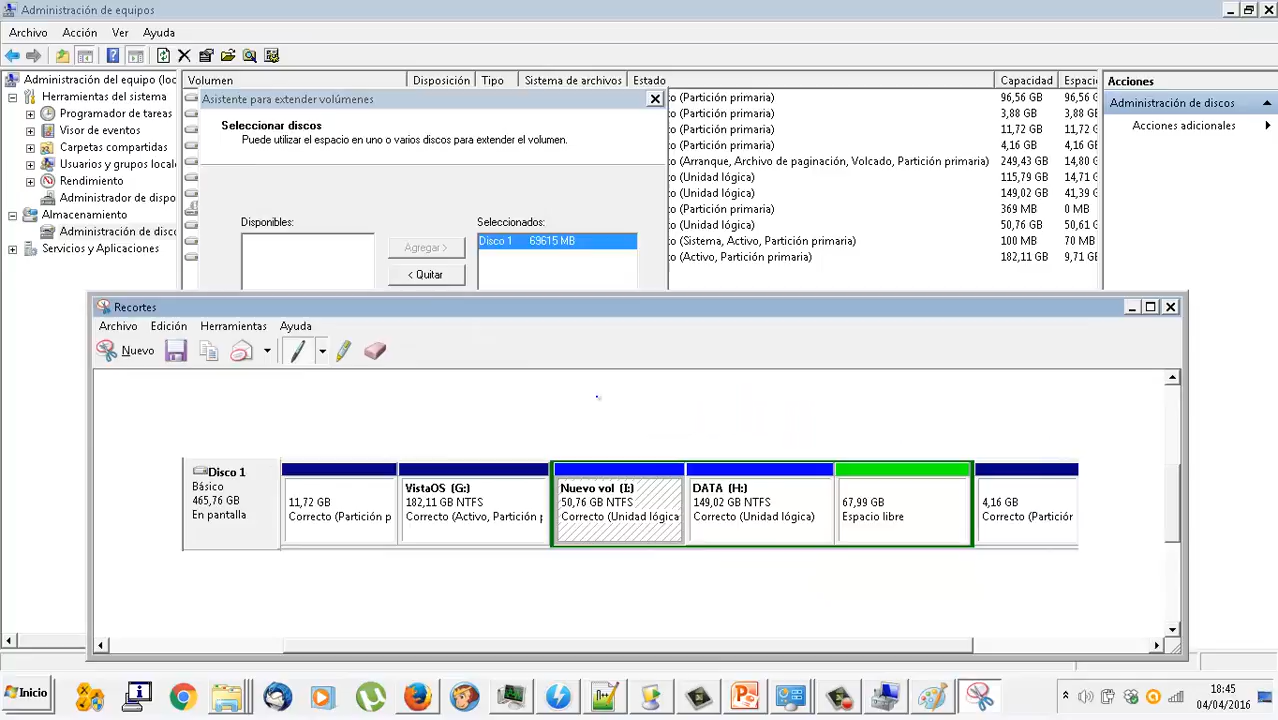 Administración de equipos
Archivo Acción Ver Ayuda
Administración del equipo (loc
Herramientas del sistema
Programador de tareas
Visor de eventos
Carpetas compartidas
Usuarios y grupos locale
Rendimiento
Administrador de dispo
Almacenamiento
Administración de disco
Servicios y Aplicaciones
Volumen Disposición Tipo Sistema de archivos Estado Capacidad Espaci
o (Partición primaria) 96,56 GB 96,56 G
o (Partición primaria) 3,88 GB 3,88 GB
o (Partición primaria) 11,72 GB 11,72 G
o (Partición primaria) 4,16 GB 4,16 GB
o (Arranque, Archivo de paginación, Volcado, Partición primaria) 249,43 GB 14,80 G
o (Unidad lógica) 115,79 GB 14,71 G
o (Unidad lógica) 149,02 GB 41,39 G
o (Partición primaria) 369 MB 0 MB
o (Unidad lógica) 50,76 GB 50,61 G
o (Sistema, Activo, Partición primaria) 100 MB 70 MB
o (Activo, Partición primaria) 182,11 GB 9,71 G
Acciones
Administración de discos
Acciones adicionales
Asistente para extender volúmenes
Seleccionar discos
Puede utilizar el espacio en uno o varios discos para extender el volumen.
Disponibles: Seleccionados:
Agregar >
< Quitar
Disco 1 69615 MB
Recortes
Archivo Edición Herramientas Ayuda
Nuevo
Disco 1
Básico
465,76 GB
En pantalla
11,72 GB
Correcto (Partición p
VistaOS (G:)
182,11 GB NTFS
Correcto (Activo, Partición p
Nuevo vol (I:)
50,76 GB NTFS
Correcto (Unidad lógica
DATA (H:)
149,02 GB NTFS
Correcto (Unidad lógica)
67,99 GB
Espacio libre
4,16 GB
Correcto (Partición
Inicio
18:45
04/04/2016